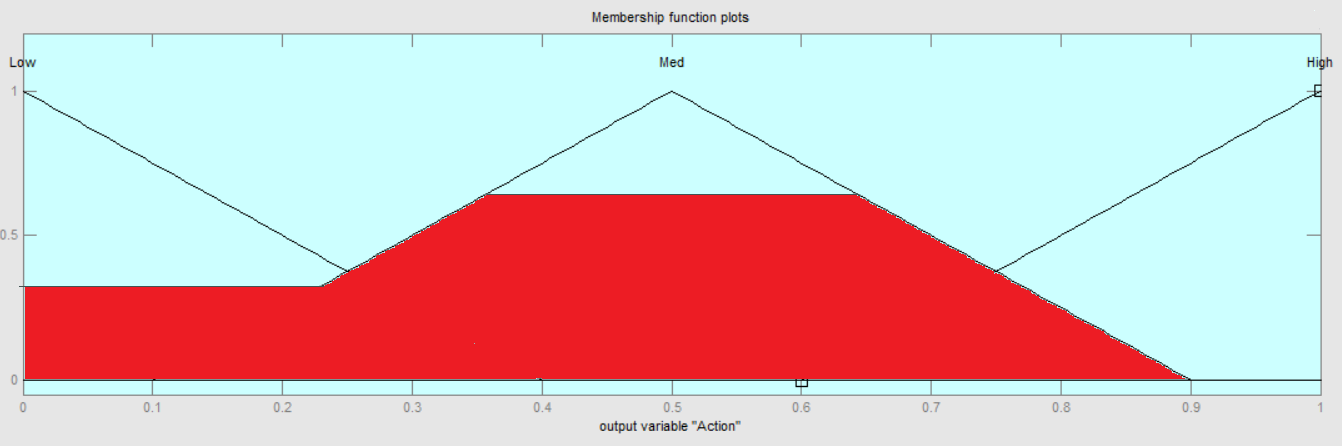 Membership function plots
Low Med High
1
0.5
0
0 0.1 0.2 0.3 0.4 0.5 0.6 0.7 0.8 0.9 1
output variable "Action"